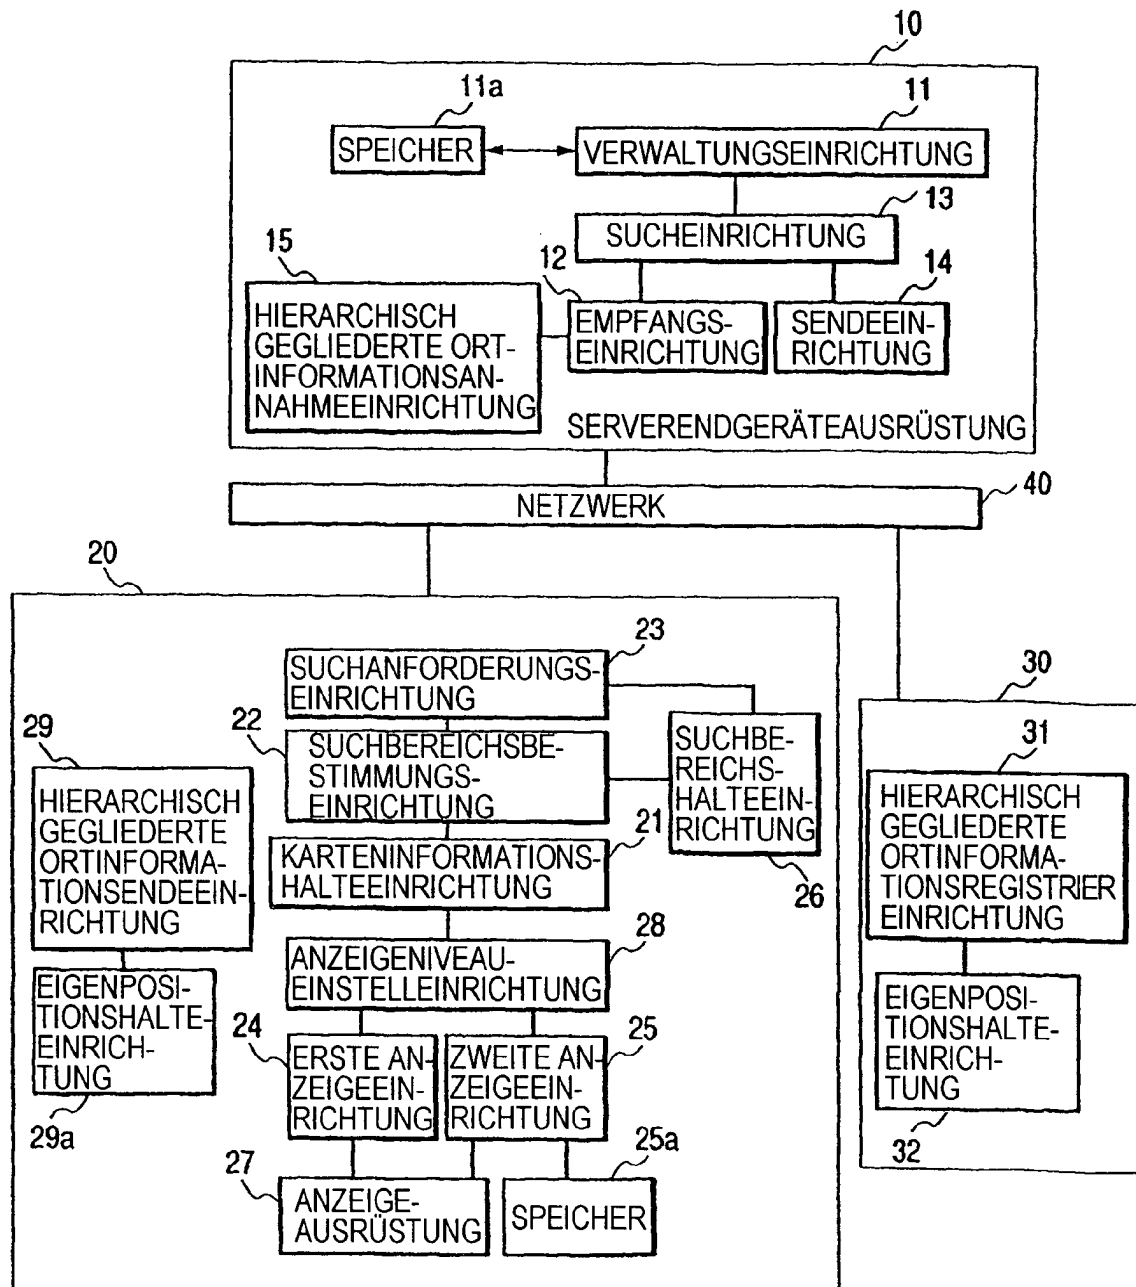 10
11a
11
SPEICHER
VERWALTUNGSEINRICHTUNG
13
SUCHEINRICHTUNG
15
12
14
HIERARCHISCH
GEGLIEDERTE ORT-
INFORMATIONSAN-
NAHMEEINRICHTUNG
EMPFANGS-
EINRICHTUNG
SENDEEIN-
RICHTUNG
SERVERENDGERÄTEAUSRÜSTUNG
40
NETZWERK
20
23
SUCHANFORDERUNGS-
EINRICHTUNG
22
SUCHBEREICHSBE-
STIMMUNGS-
EINRICHTUNG
SUCHBE-
REICHS-
HALTEEIN-
RICHTUNG
26
29
HIERARCHISCH
GEGLIEDERTE
ORTINFORMA-
TIONSENDEEIN-
RICHTUNG
21
KARTENINFORMATIONS-
HALTEEINRICHTUNG
28
ANZEIGENIVEAU-
EINSTELLEINRICHTUNG
EIGENPOSI-
TIONSHALTE-
EINRICH-
TUNG
29a
24
ERSTE AN-
ZEIGEEIN-
RICHTUNG
25
ZWEITE AN-
ZEIGEEIN-
RICHTUNG
27
ANZEIGE-
AUSRÜSTUNG
25a
SPEICHER
30
31
HIERARCHISCH
GEGLIEDERTE
ORTINFORMA-
TIONSREGISTRIER
EINRICHTUNG
EIGENPOSI-
TIONSHALTE-
EINRICH-
TUNG
32